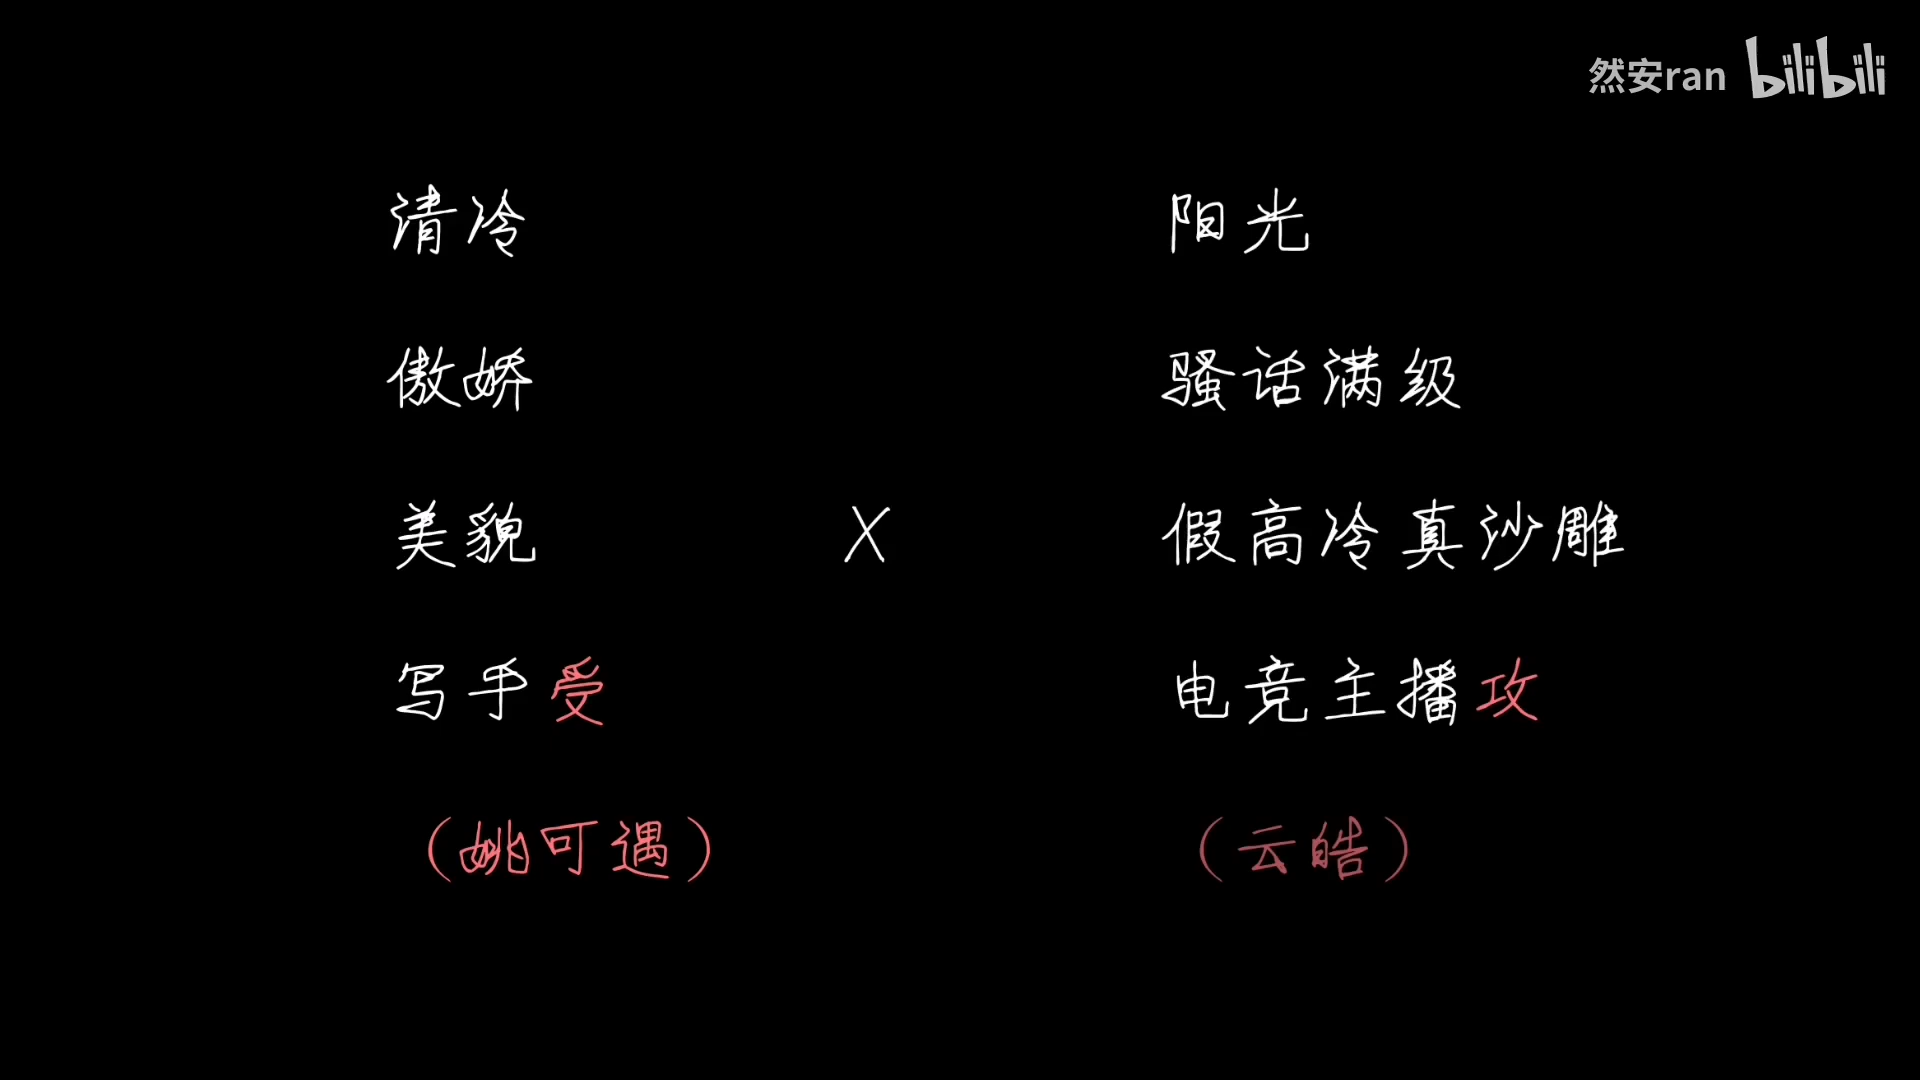 然安ran bilibili
清冷
傲娇
美貌
写手受
（姚可遇）
X
阳光
骚话满级
假高冷真沙雕
电竞主播攻
（云皓）